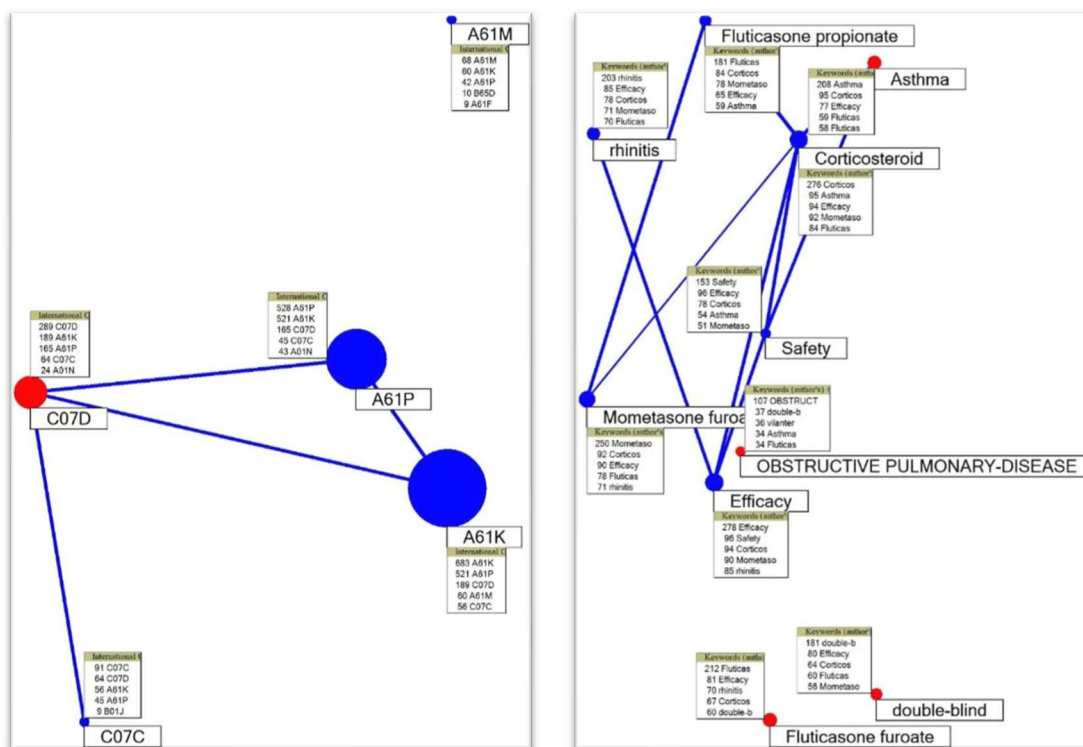 A61M
International C
68 A61M
60 A61K
42 A61P
10 B65D
9 A61F
International C
528 A61P
521 A61K
165 C07D
45 C07C
43 A01N
A61P
International C
289 C07D
189 A61K
165 A61P
64 C07C
24 A01N
C07D
A61K
International C
683 A61K
521 A61P
189 C07D
60 A61M
56 C07C
International C
91 C07C
64 C07D
56 A61K
45 A61P
9 B01J
C07C
Fluticasone propionate
Keywords (author'
181 Fluticas
84 Corticos
78 Mometaso
65 Efficacy
59 Asthma
Keywords (author'
203 rhinitis
85 Efficacy
78 Corticos
71 Mometaso
70 Fluticas
rhinitis
Asthma
Keywords (autho
208 Asthma
95 Corticos
77 Efficacy
59 Fluticas
58 Fluticas
Corticosteroid
Keywords (author'
276 Corticos
95 Asthma
94 Efficacy
92 Mometaso
84 Fluticas
Keywords (author'
153 Safety
96 Efficacy
78 Corticos
54 Asthma
51 Mometaso
Safety
Mometasone furoa
Keywords (author's
250 Mometaso
92 Corticos
90 Efficacy
78 Fluticas
71 rhinitis
Keywords (author's) (
107 OBSTRUCT
37 double-b
36 vilanter
34 Asthma
34 Fluticas
OBSTRUCTIVE PULMONARY-DISEASE
Efficacy
Keywords (author'
278 Efficacy
96 Safety
94 Corticos
90 Mometaso
85 rhinitis
Keywords (autho
212 Fluticas
81 Efficacy
70 rhinitis
67 Corticos
60 double-b
Fluticasone furoate
Keywords (author'
181 double-b
80 Efficacy
64 Corticos
60 Fluticas
56 Mometaso
double-blind